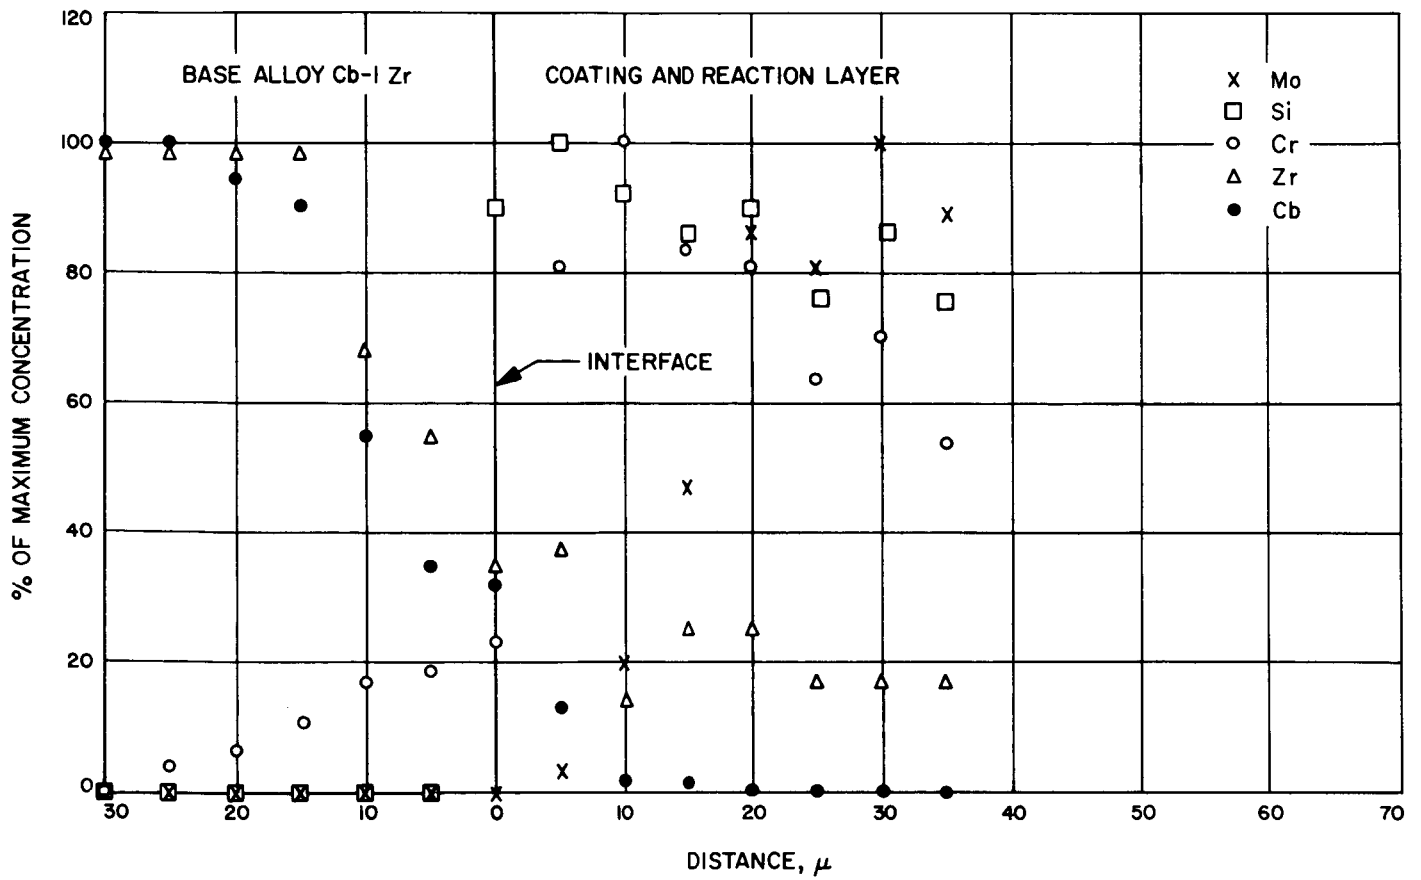 120
BASE ALLOY Cb-1 Zr
COATING AND REACTION LAYER
x Mo
□ Si
○ Cr
△ Zr
● Cb
100
80
INTERFACE
60
40
20
0
% OF MAXIMUM CONCENTRATION
30 20 10 0 10 20 30 40 50 60 70
DISTANCE, μ